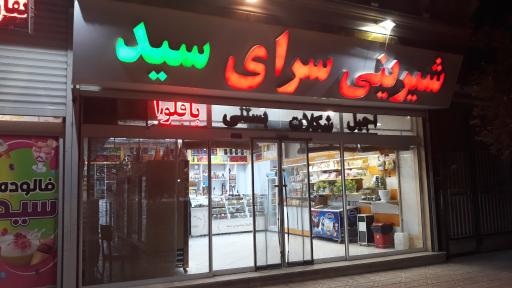 شیرینی سرای سید
آجیل شکلات بستنی باقلوا
فالوده
سید